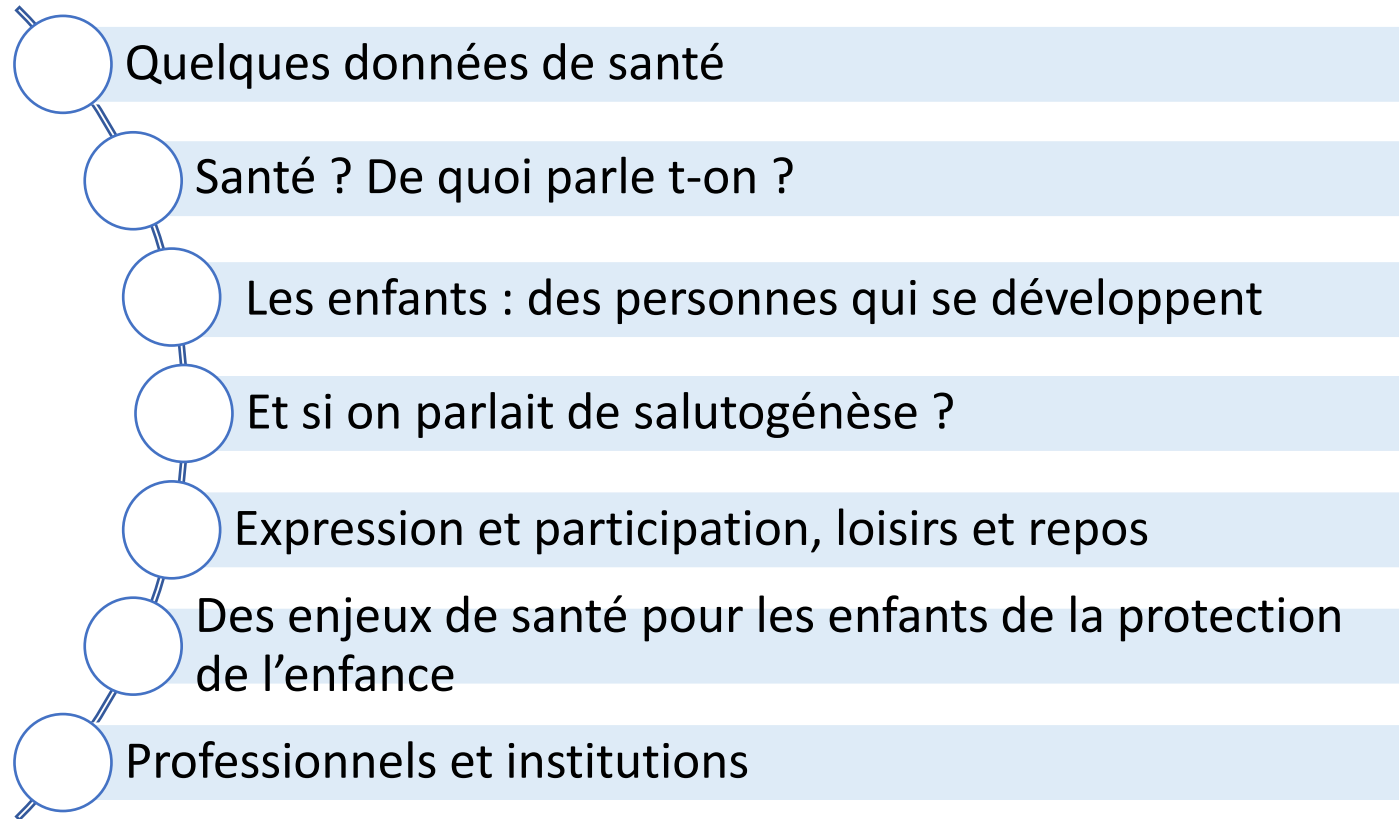 Quelques données de santé
Santé ? De quoi parle t-on ?
Les enfants : des personnes qui se développent
Et si on parlait de salutogénèse ?
Expression et participation, loisirs et repos
Des enjeux de santé pour les enfants de la protection
de l’enfance
Professionnels et institutions